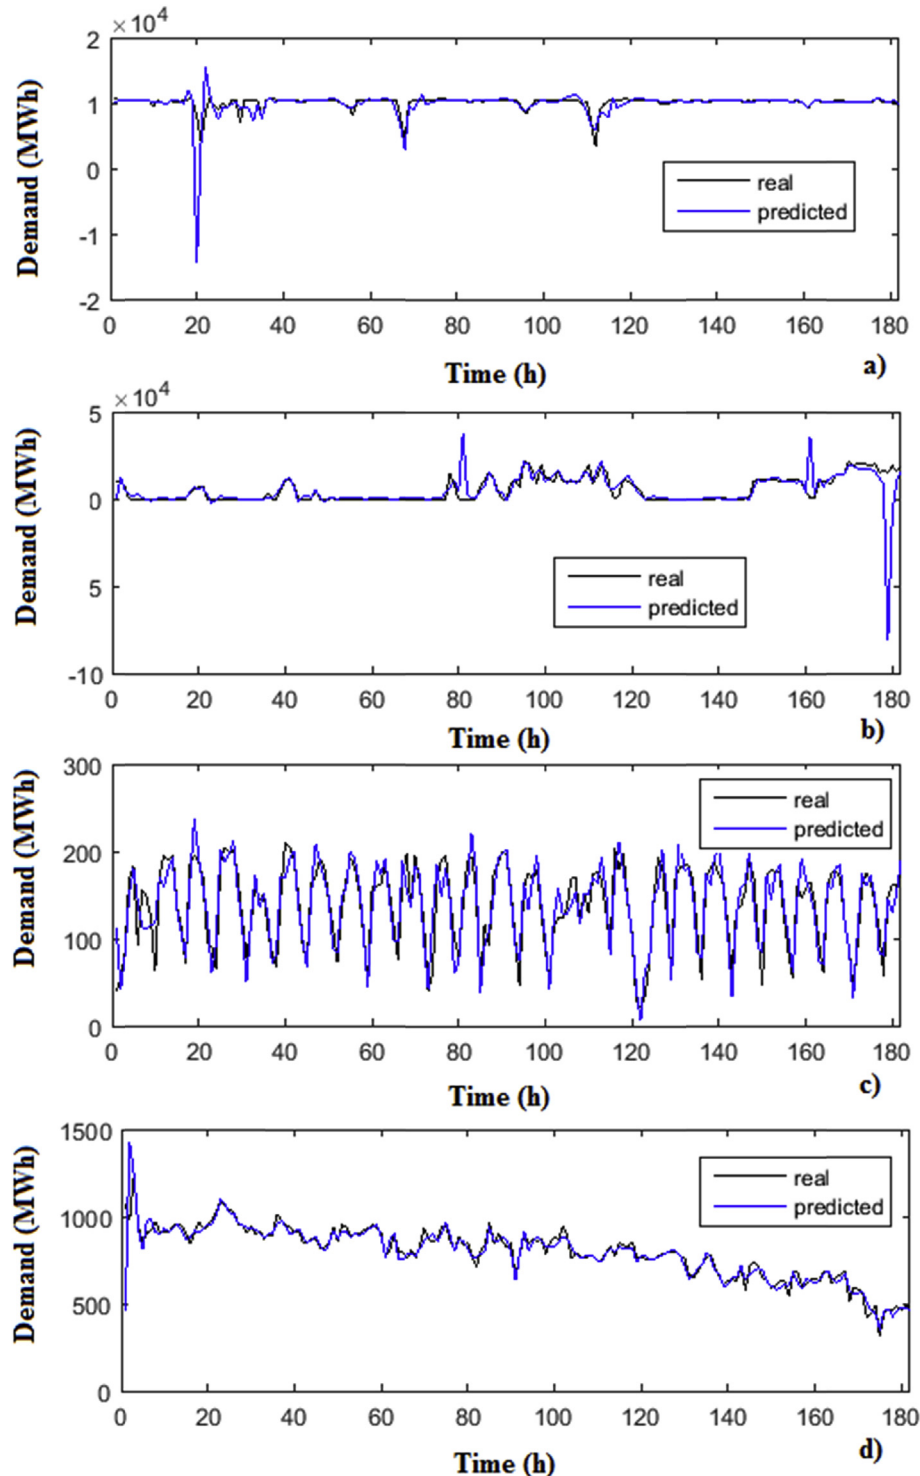 ×10⁴
2
1
0
-1
-2
Demand (MWh)
real
predicted
0 20 40 60 80 100 120 140 160 180
Time (h)
a)
×10⁴
5
0
5
-10
Demand (MWh)
real
predicted
0 20 40 60 80 100 120 140 160 180
Time (h)
b)
300
200
100
0
Demand (MWh)
real
predicted
0 20 40 60 80 100 120 140 160 180
Time (h)
c)
1500
1000
500
0
Demand (MWh)
real
predicted
0 20 40 60 80 100 120 140 160 180
Time (h)
d)